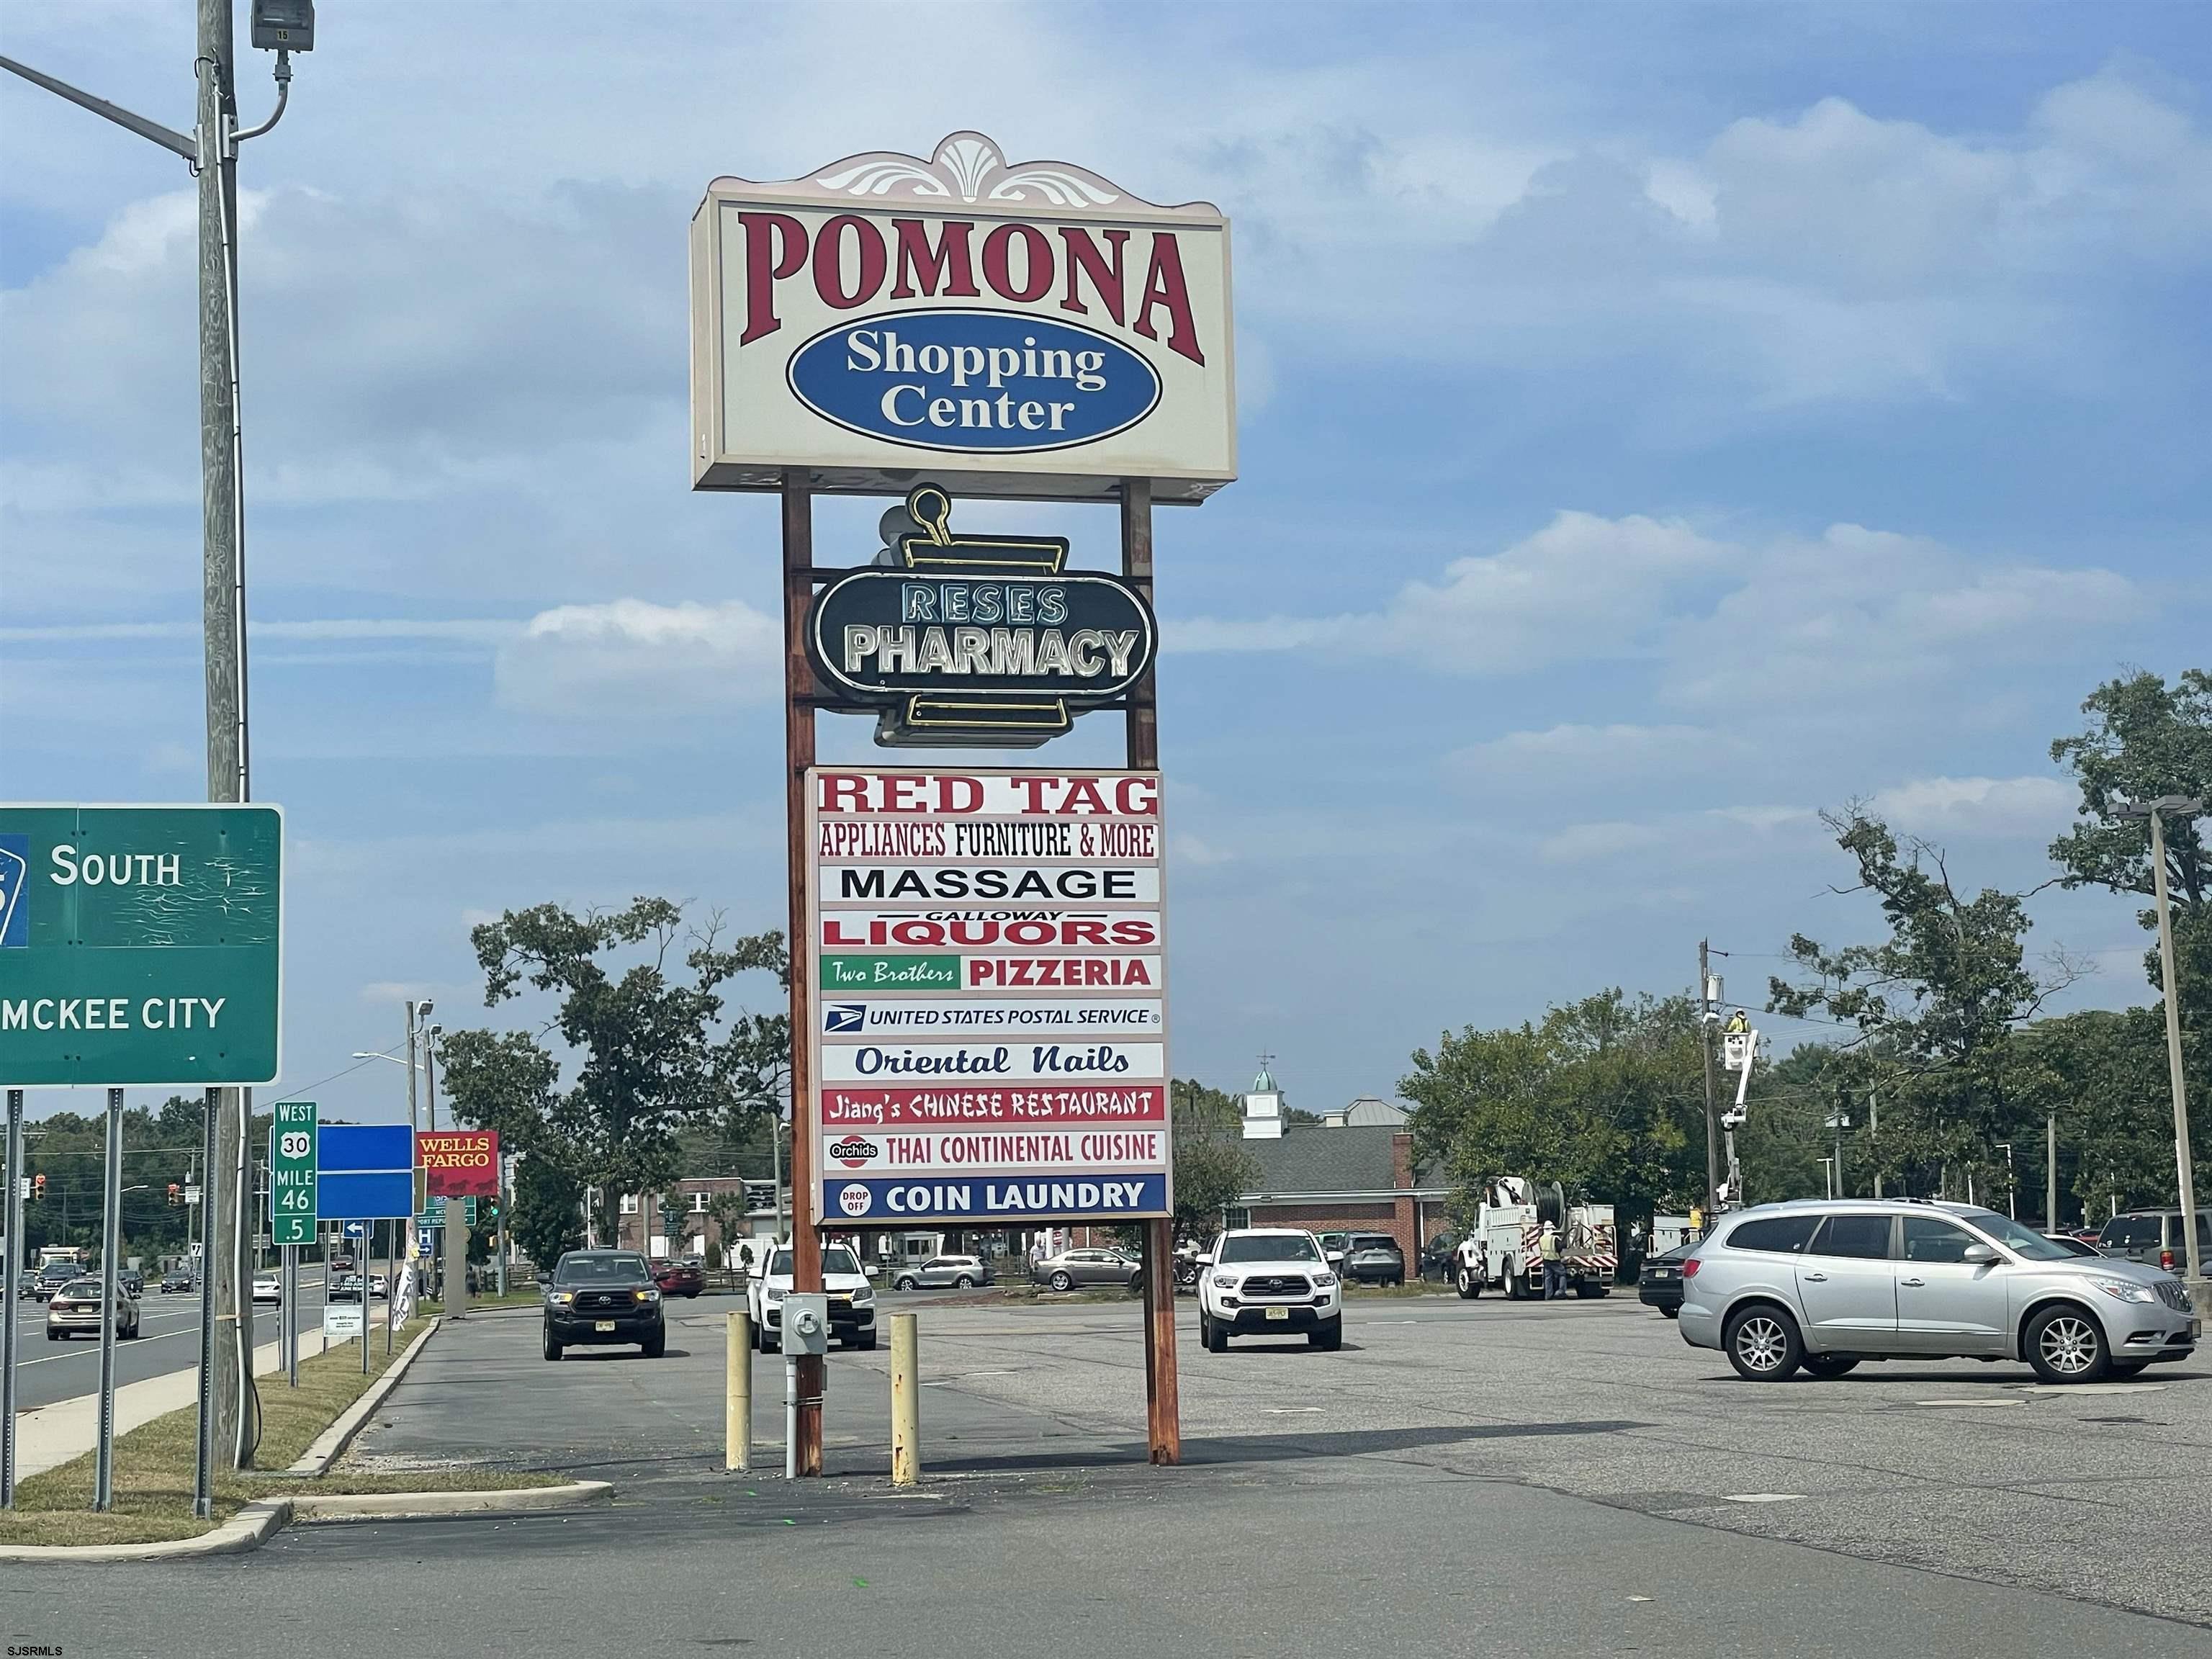 15
POMONA
Shopping
Center
RESES
PHARMACY
RED TAG
APPLIANCES FURNITURE & MORE
MASSAGE
GALLOWAY
LIQUORS
Two Brothers PIZZERIA
UNITED STATES POSTAL SERVICE ®
Oriental Nails
Jiang's CHINESE RESTAURANT
Orchids THAI CONTINENTAL CUISINE
DROP
OFF
COIN LAUNDRY
SOUTH
MCKEE CITY
WEST
30
MILE
46
.5
WELLS
FARGO
H
SJSRMLS